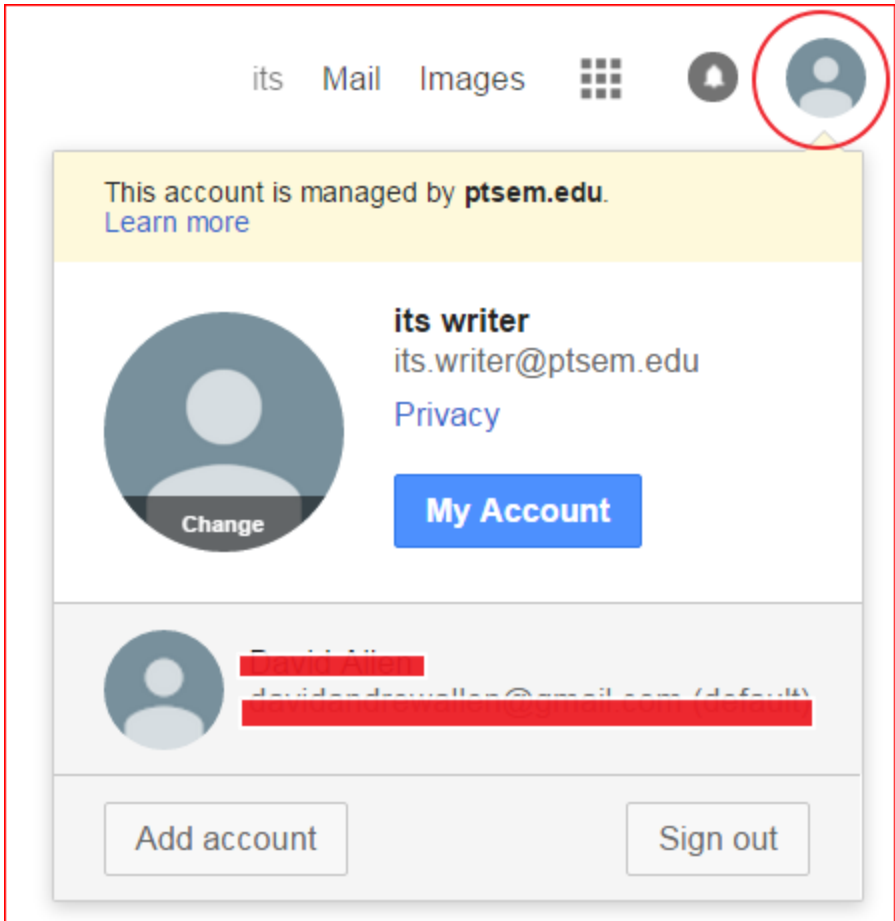 its Mail Images
This account is managed by ptsem.edu.
Learn more
its writer
its.writer@ptsem.edu
Privacy
My Account
Change
Add account
Sign out